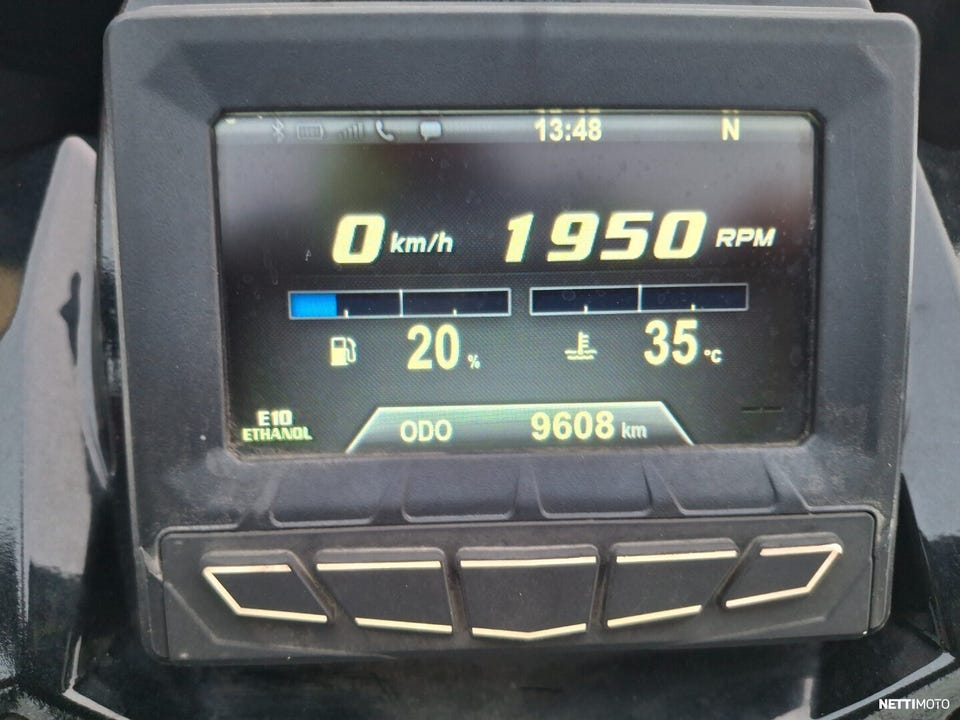 13:48 N
0 km/h 1950 RPM
20 % 35 °C
E10
ETHANOL
ODO 9608 km
NETTIMOTO